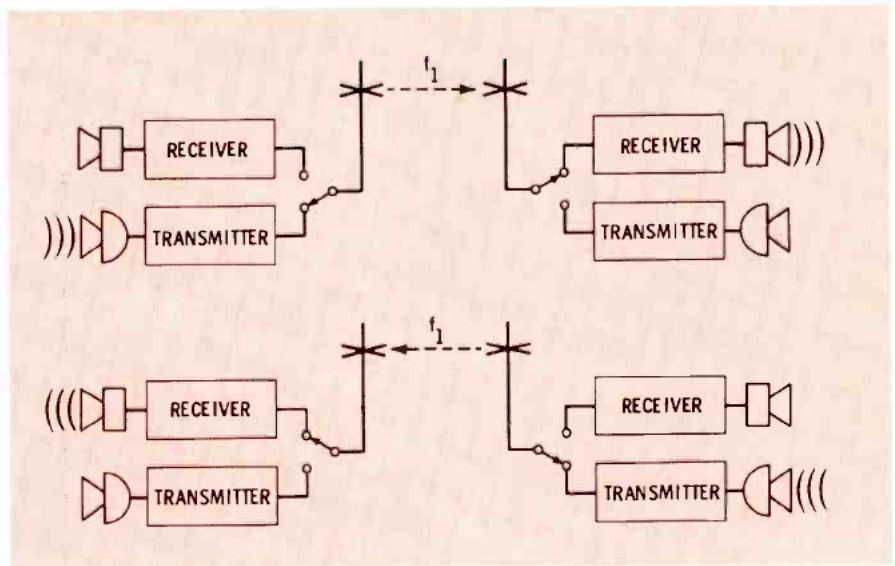 f1
RECEIVER
RECEIVER
TRANSMITTER
TRANSMITTER
f1
RECEIVER
RECEIVER
TRANSMITTER
TRANSMITTER